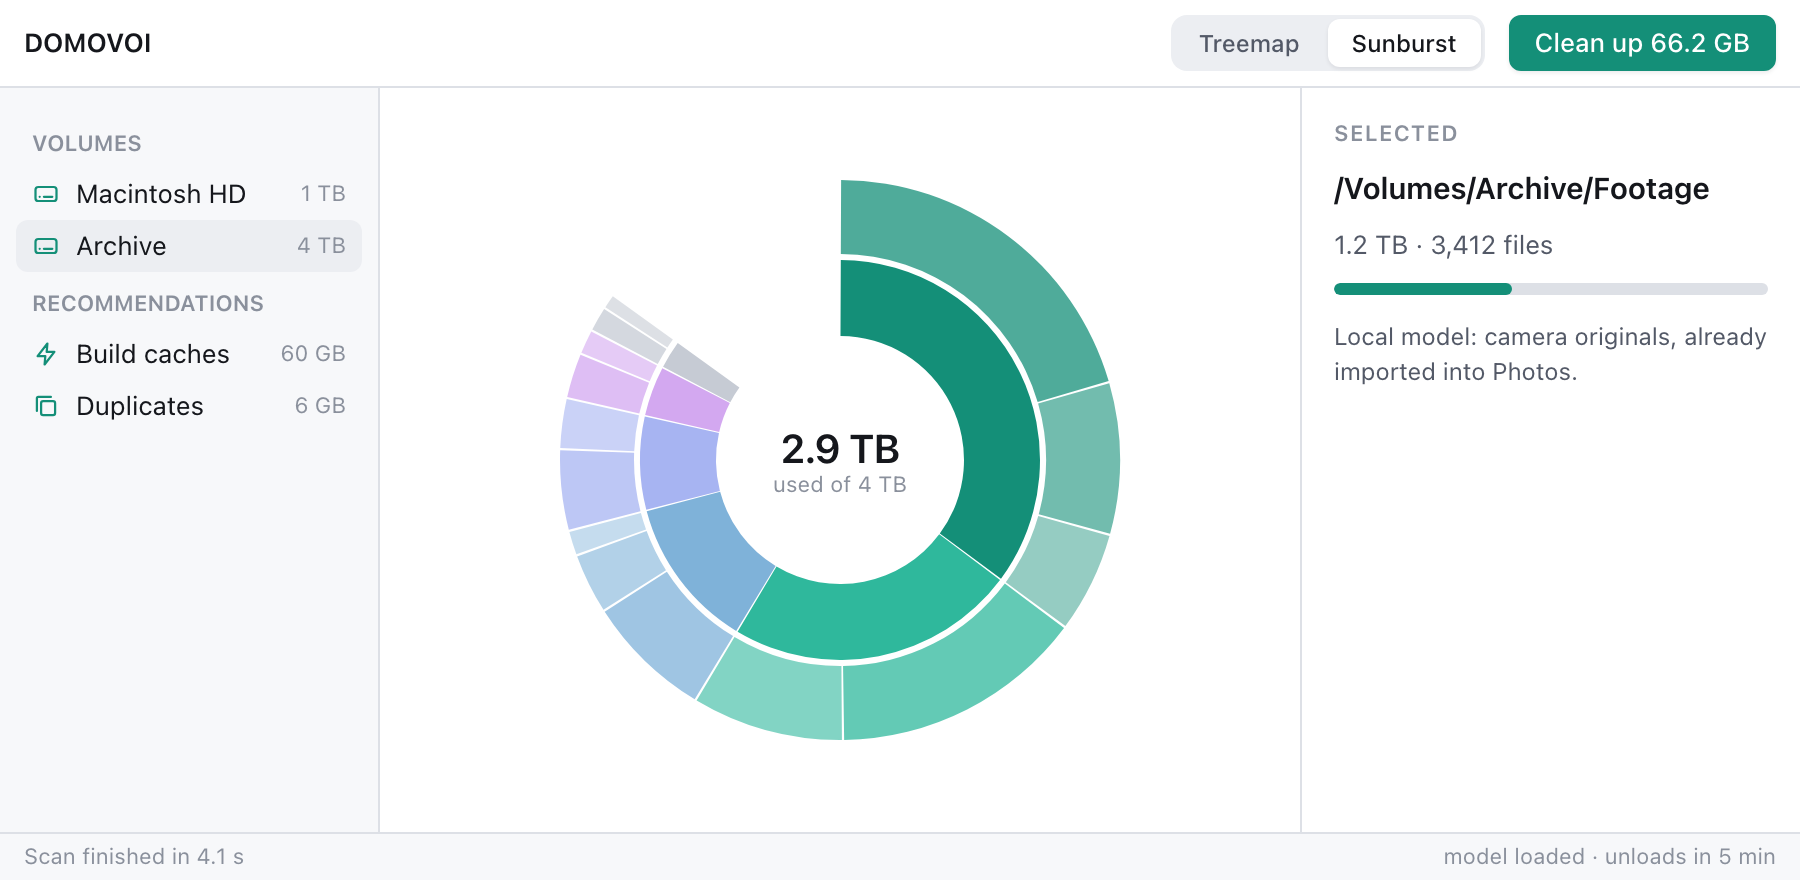 DOMOVOI
Treemap
Sunburst
Clean up 66.2 GB
VOLUMES
Macintosh HD 1 TB
Archive 4 TB
RECOMMENDATIONS
Build caches 60 GB
Duplicates 6 GB
2.9 TB
used of 4 TB
SELECTED
/Volumes/Archive/Footage
1.2 TB · 3,412 files
Local model: camera originals, already
imported into Photos.
Scan finished in 4.1 s
model loaded · unloads in 5 min